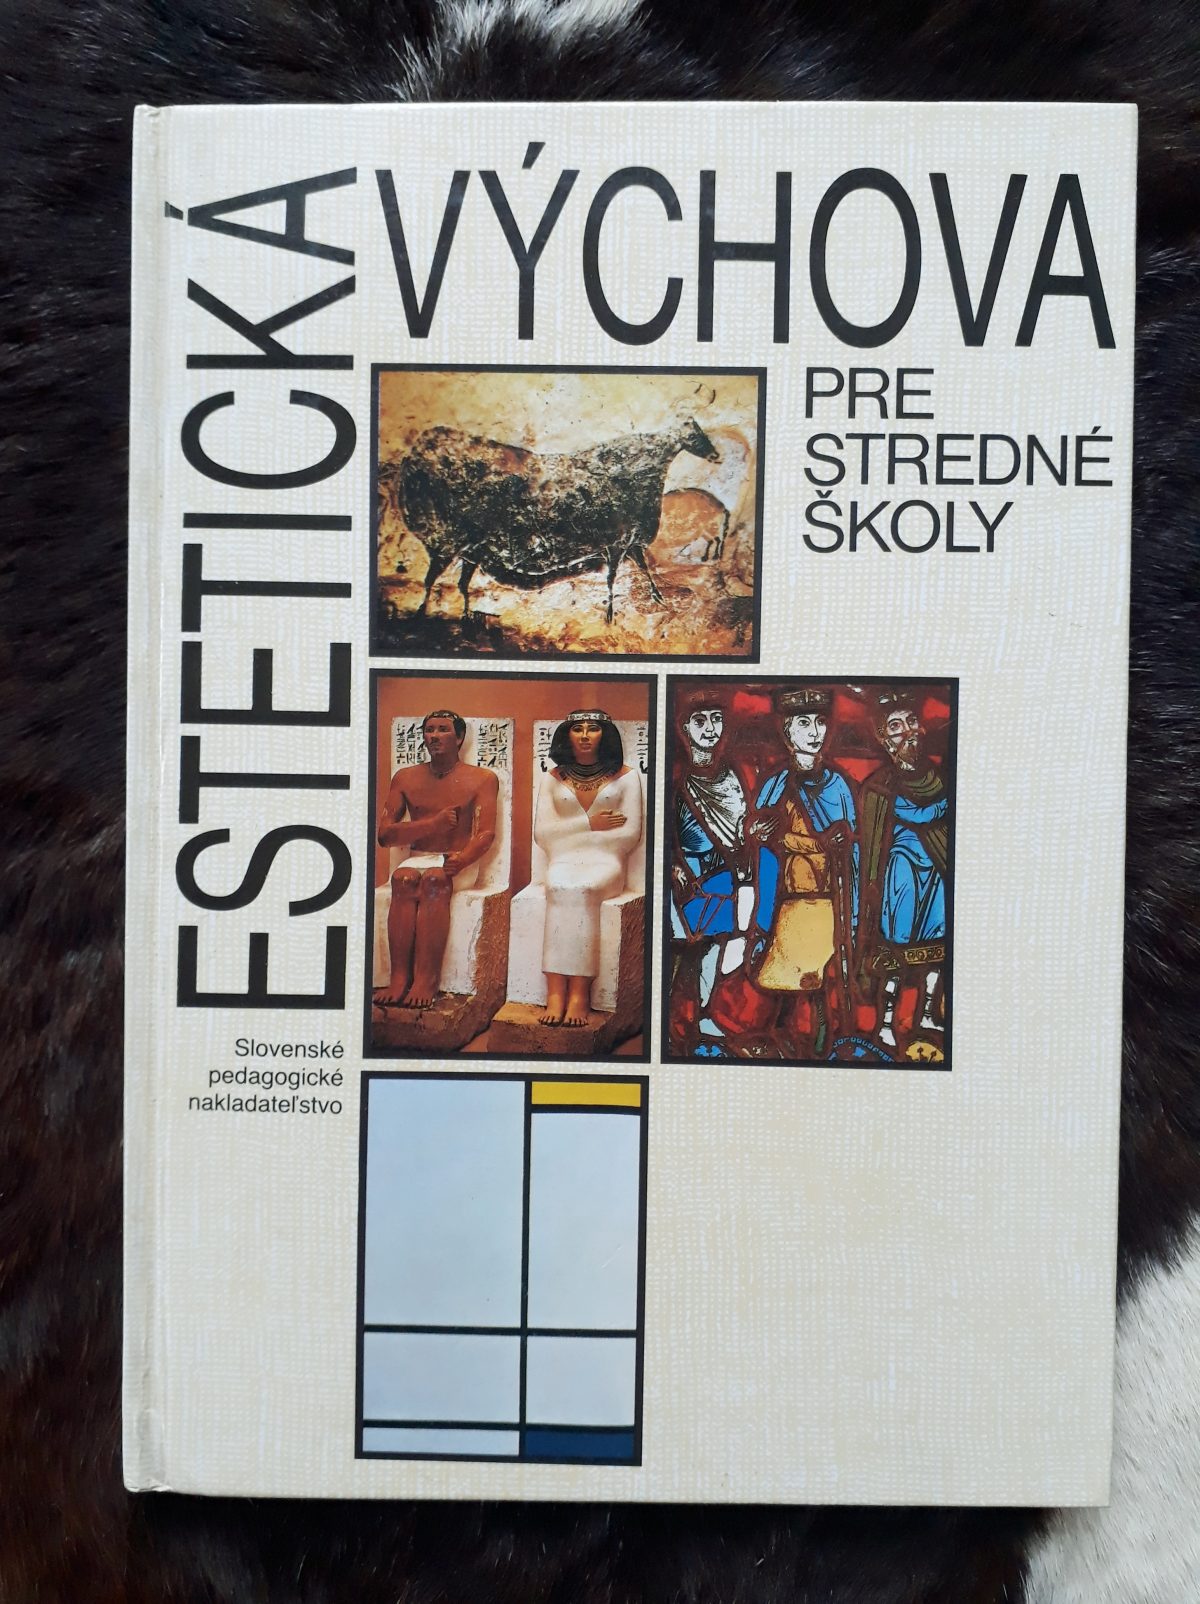 ESTETICKÁ
VÝCHOVA
PRE
STREDNÉ
ŠKOLY
Slovenské
pedagogické
nakladateľstvo